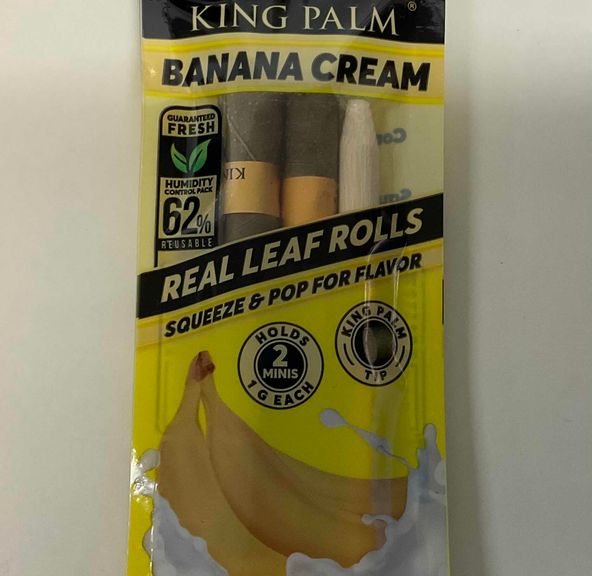 KING PALM®
BANANA CREAM
GUARANTEED
FRESH
HUMIDITY
CONTROL PACK
62%
REUSABLE
KIN
REAL LEAF ROLLS
SQUEEZE & POP FOR FLAVOR
HOLDS
2
MINIS
1 G EACH
KING PALM
TIP